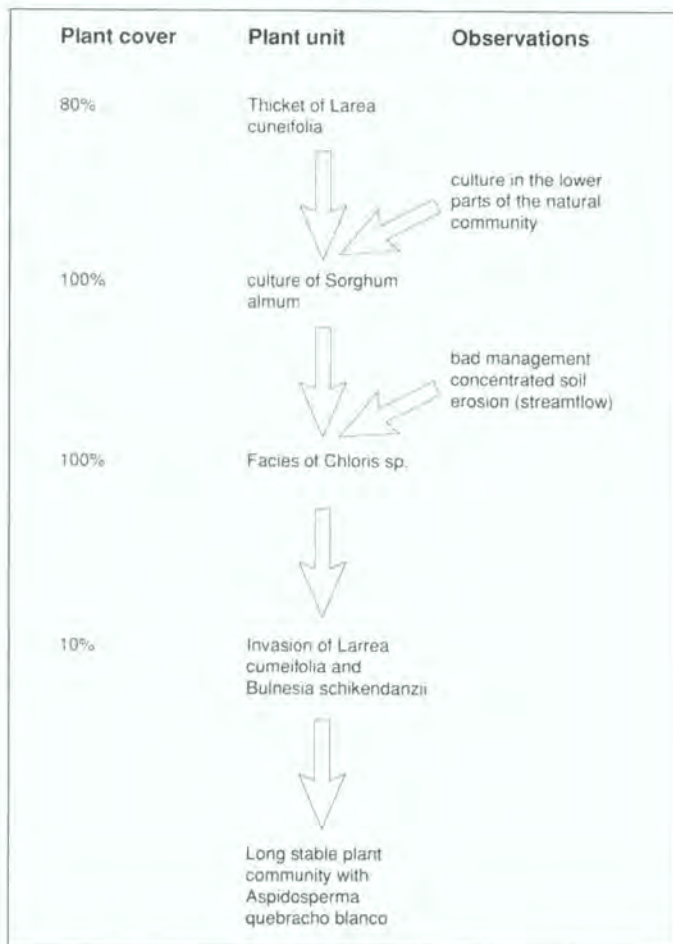 Plant cover Plant unit Observations
80% Thicket of Larea
cuneifolia
culture in the lower
parts of the natural
community
100% culture of Sorghum
almum
bad management
concentrated soil
erosion (streamflow)
100% Facies of Chloris sp.
10% Invasion of Larrea
cumeifolia and
Bulnesia schikendanzii
Long stable plant
community with
Aspidosperma
quebracho blanco